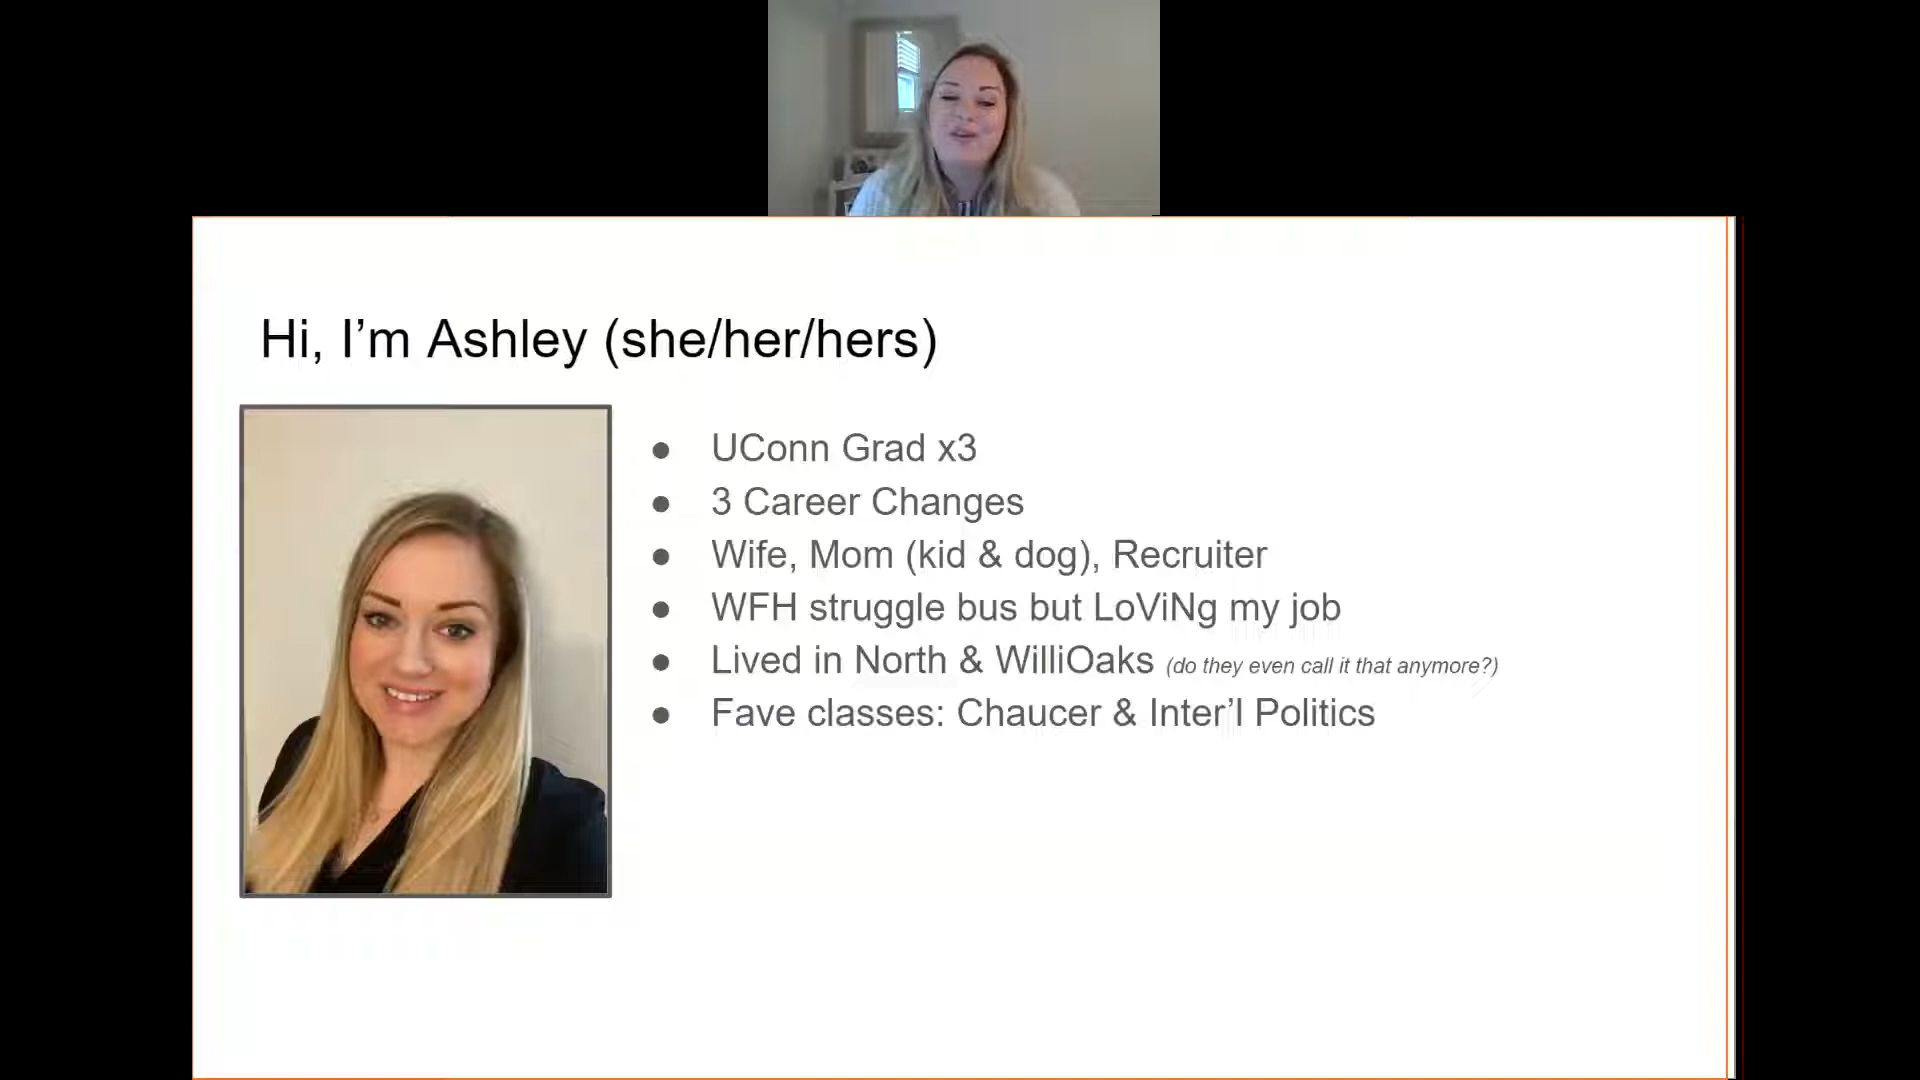 Hi, I’m Ashley (she/her/hers)
● UConn Grad x3
● 3 Career Changes
● Wife, Mom (kid & dog), Recruiter
● WFH struggle bus but LoViNg my job
● Lived in North & WilliOaks (do they even call it that anymore?)
● Fave classes: Chaucer & Inter’l Politics